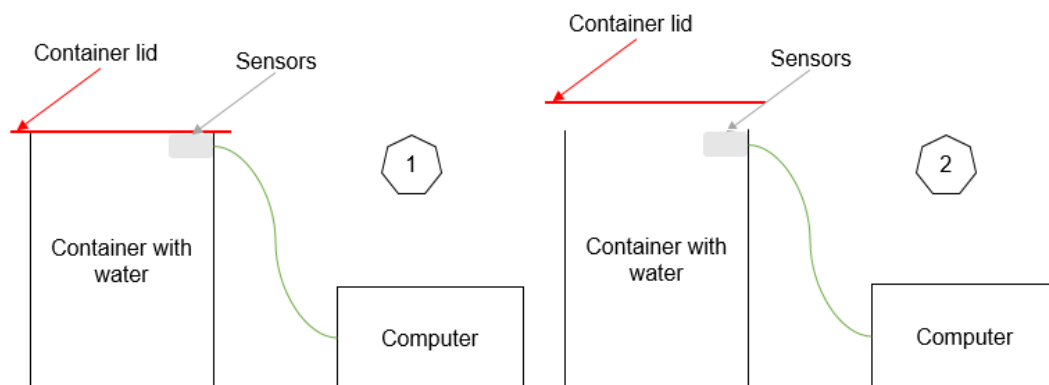 Container lid
Sensors
1
Container with
water
Computer
Container lid
Sensors
2
Container with
water
Computer